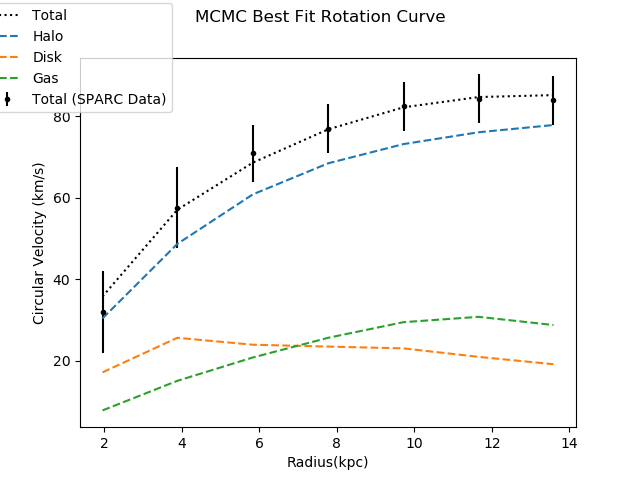 MCMC Best Fit Rotation Curve
Total
Halo
Disk
Gas
Total (SPARC Data)
80
60
40
20
Circular Velocity (km/s)
2
4
6
8
10
12
14
Radius(kpc)